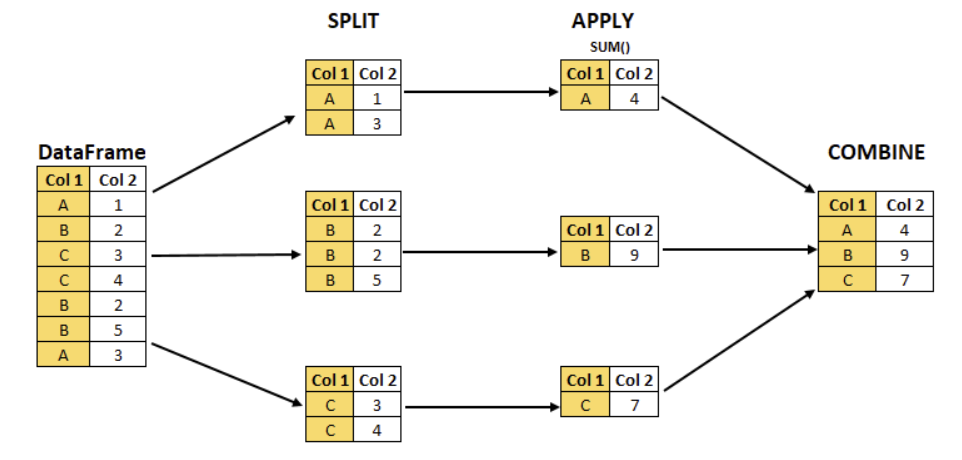 DataFrame
Col 1 Col 2
A 1
B 2
C 3
C 4
B 2
B 5
A 3
SPLIT
Col 1 Col 2
A 1
A 3
Col 1 Col 2
B 2
B 2
B 5
Col 1 Col 2
C 3
C 4
APPLY
SUM()
Col 1 Col 2
A 4
Col 1 Col 2
B 9
Col 1 Col 2
C 7
COMBINE
Col 1 Col 2
A 4
B 9
C 7